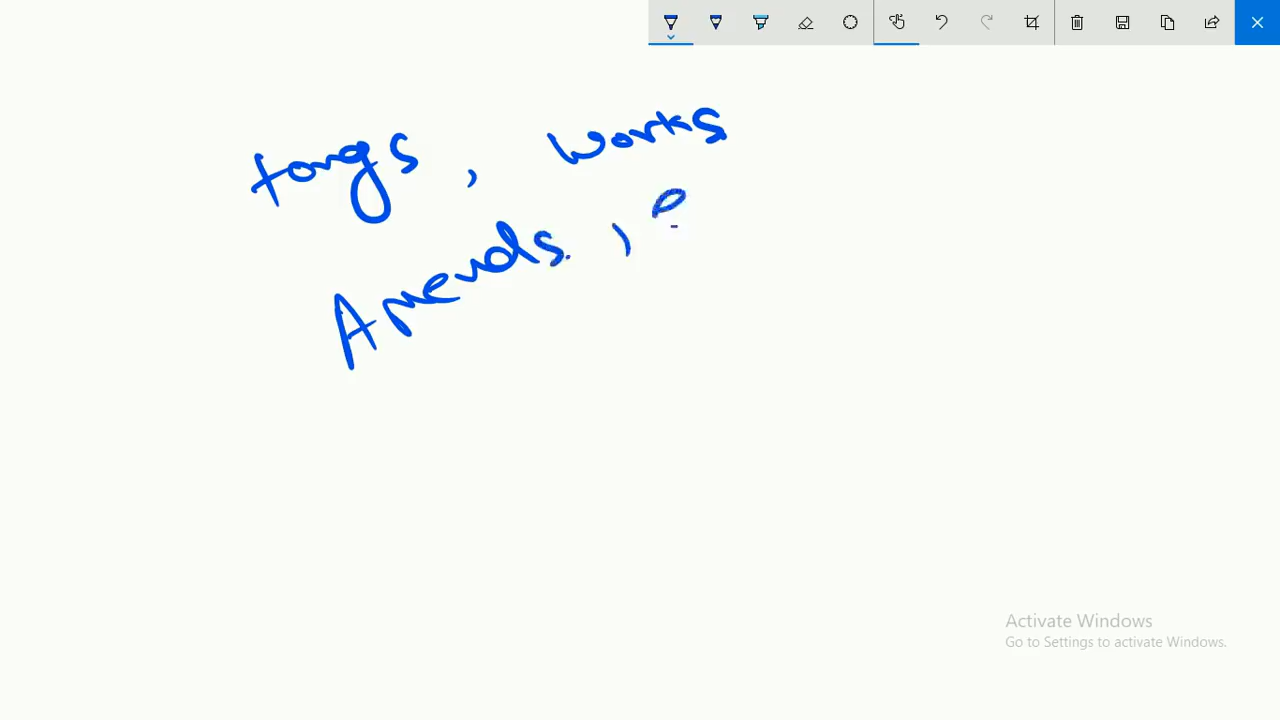 tongs, works
Amends.,
Activate Windows
Go to Settings to activate Windows.